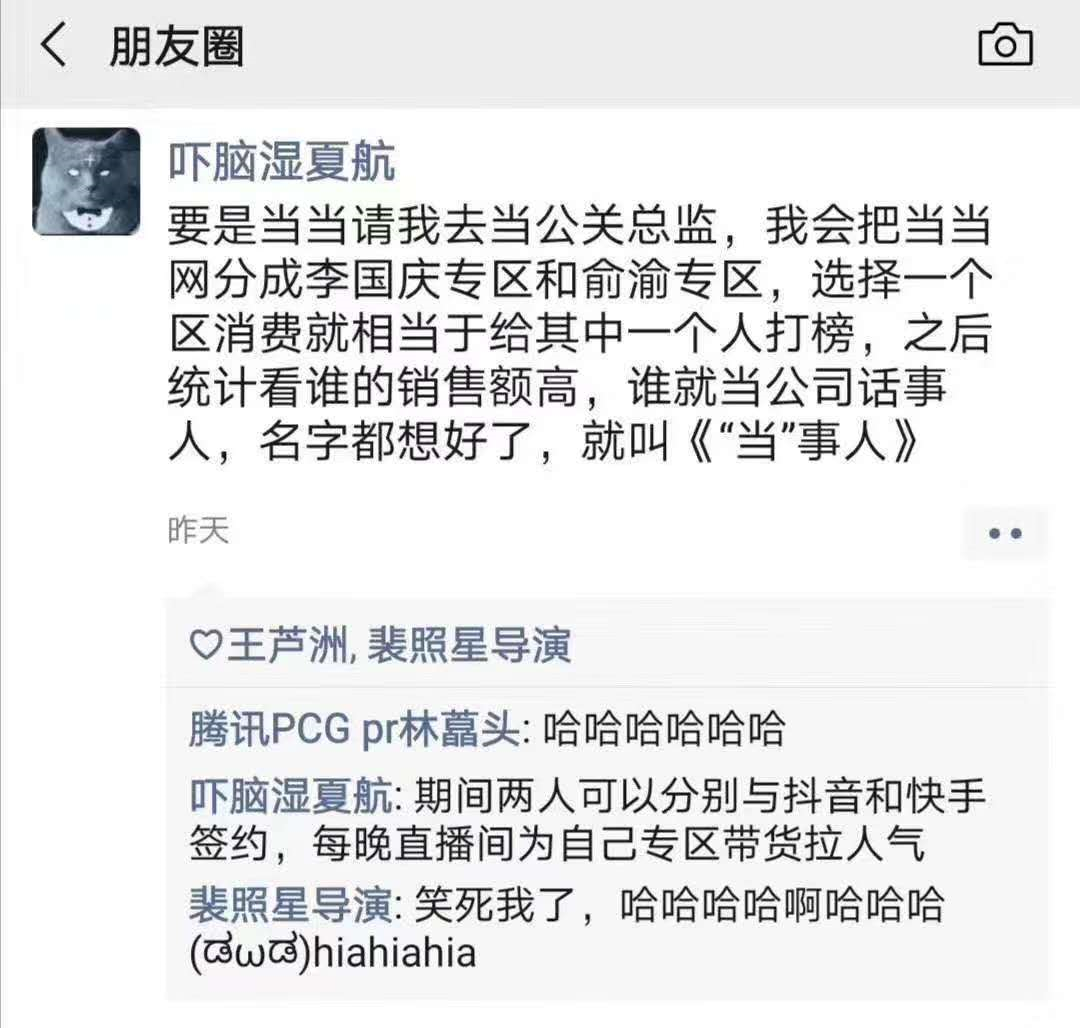 朋友圈
吓脑湿夏航
要是当当请我去当公关总监，我会把当当
网分成李国庆专区和俞渝专区，选择一个
区消费就相当于给其中一个人打榜，之后
统计看谁的销售额高，谁就当公司话事
人，名字都想好了，就叫《“当”事人》
昨天
♡王芦洲, 裴照星导演
腾讯PCG pr林藠头: 哈哈哈哈哈哈
吓脑湿夏航: 期间两人可以分别与抖音和快手
签约，每晚直播间为自己专区带货拉人气
裴照星导演: 笑死我了，哈哈哈哈啊哈哈哈
(ಡωಡ)hiahiahia